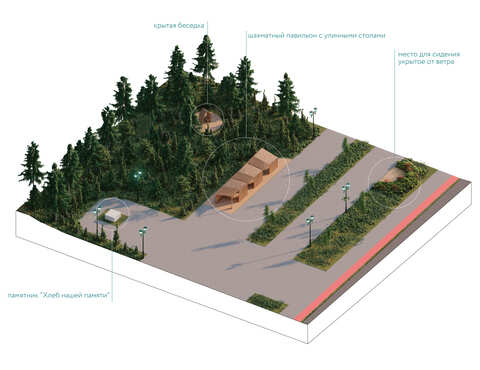 крытая беседка
шахматный павильон с уличными столами
место для сидения
укрытое от ветра
памятник "Хлеб нашей памяти"